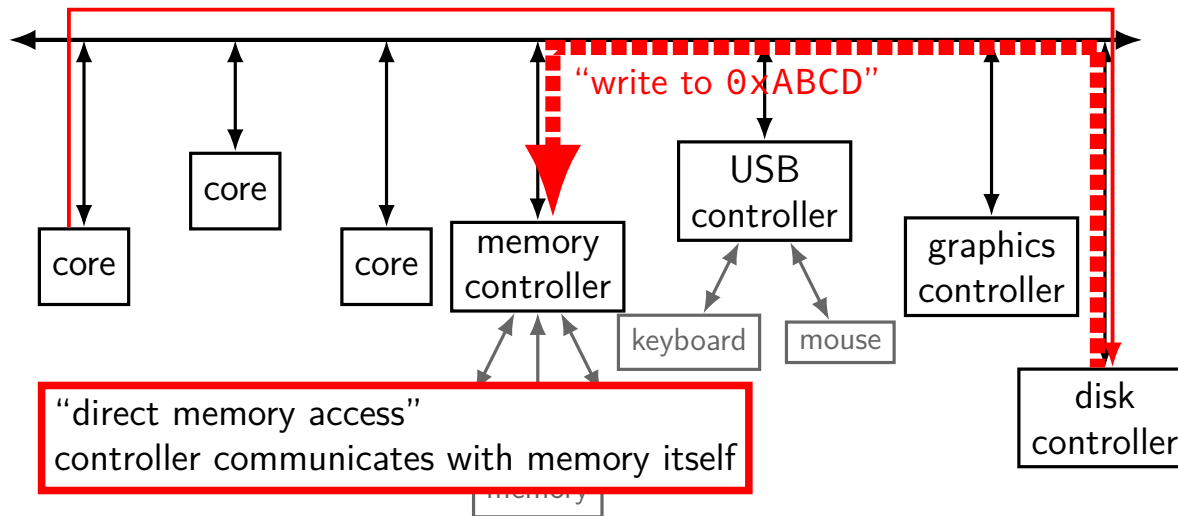 “write to 0xABCD”
core
core
core
memory
controller
USB
controller
graphics
controller
keyboard
mouse
disk
controller
“direct memory access”
controller communicates with memory itself
memory